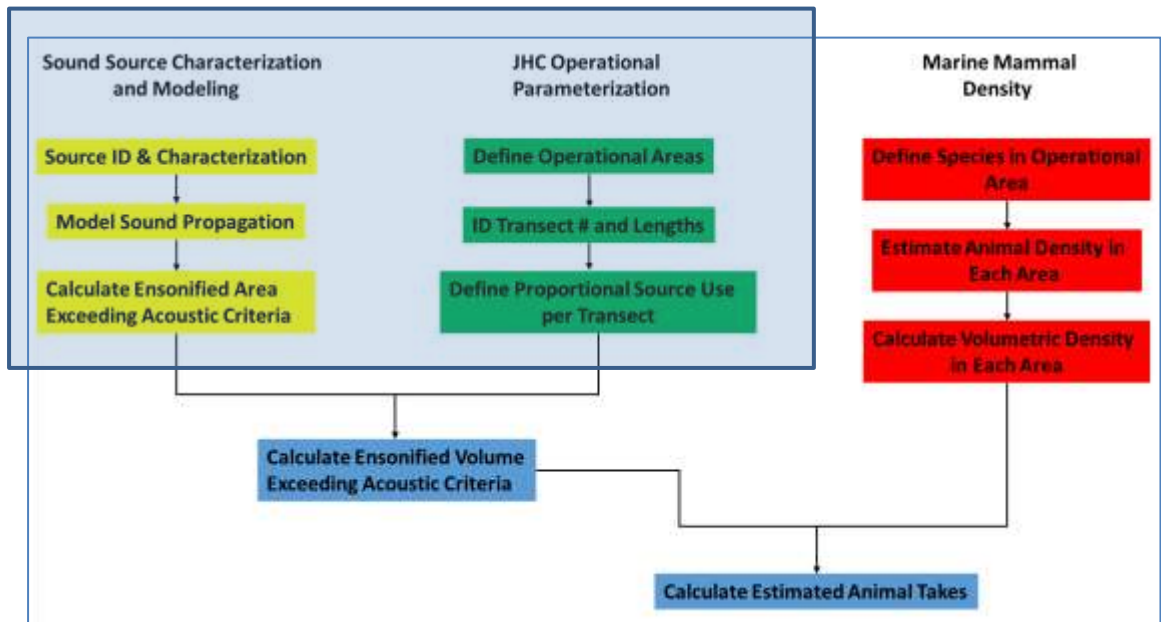 Sound Source Characterization
and Modeling
JHC Operational
Parameterization
Marine Mammal
Density
Source ID & Characterization
Define Operational Areas
Define Species in Operational
Area
Model Sound Propagation
ID Transect # and Lengths
Estimate Animal Density in
Each Area
Calculate Ensonified Area
Exceeding Acoustic Criteria
Define Proportional Source Use
per Transect
Calculate Volumetric Density
in Each Area
Calculate Ensonified Volume
Exceeding Acoustic Criteria
Calculate Estimated Animal Takes